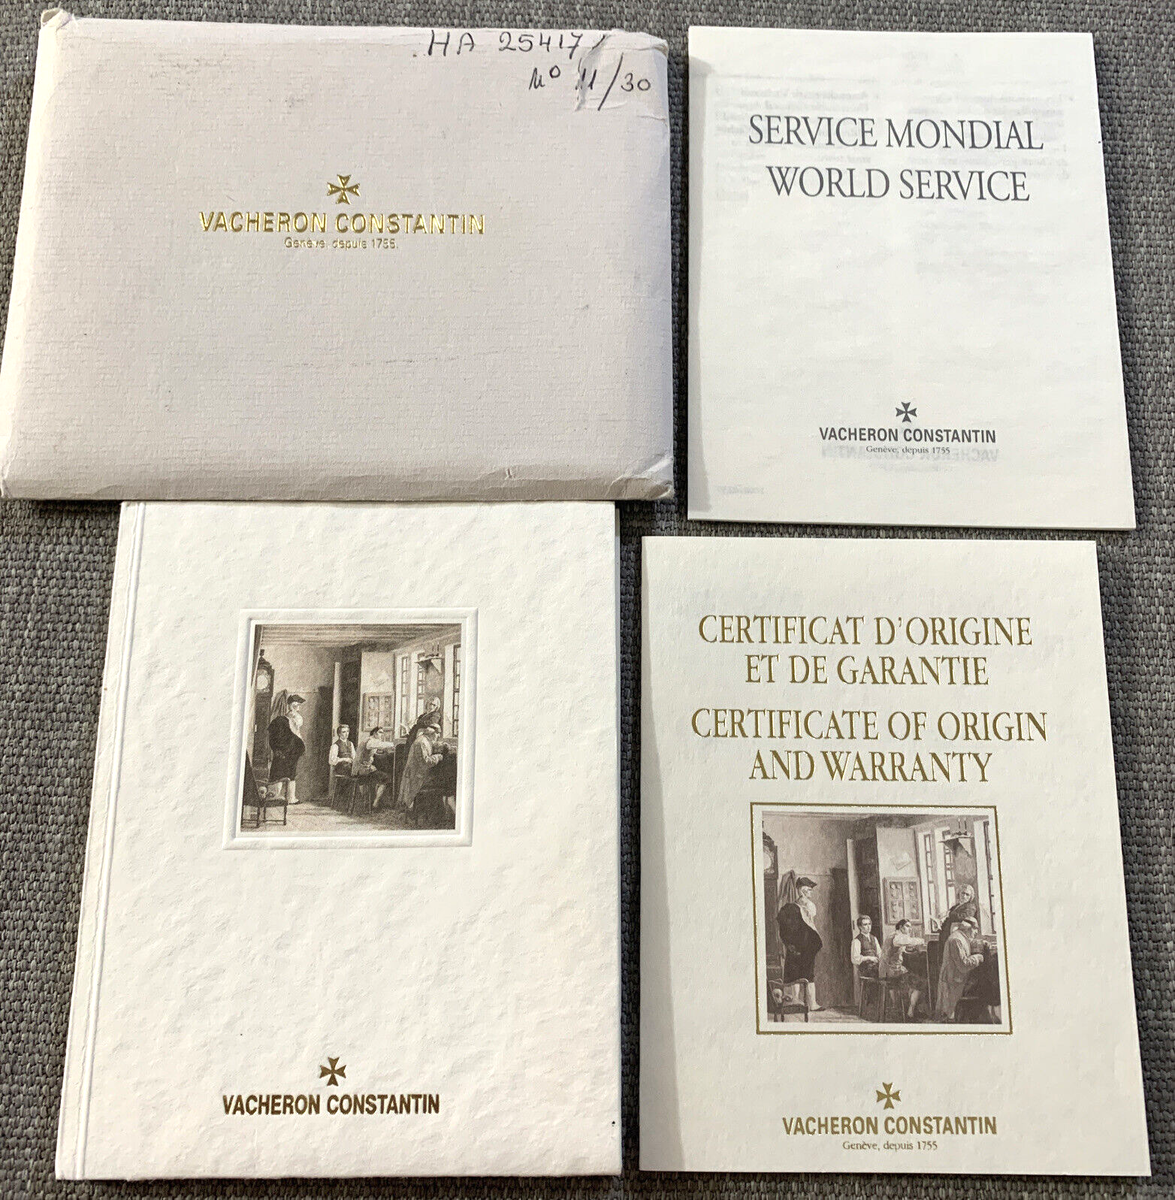 HA 25417
No 11/30
VACHERON CONSTANTIN
Genève, depuis 1755.
SERVICE MONDIAL
WORLD SERVICE
VACHERON CONSTANTIN
Genève, depuis 1755
VACHERON CONSTANTIN
CERTIFICAT D'ORIGINE
ET DE GARANTIE
CERTIFICATE OF ORIGIN
AND WARRANTY
VACHERON CONSTANTIN
Genève, depuis 1755